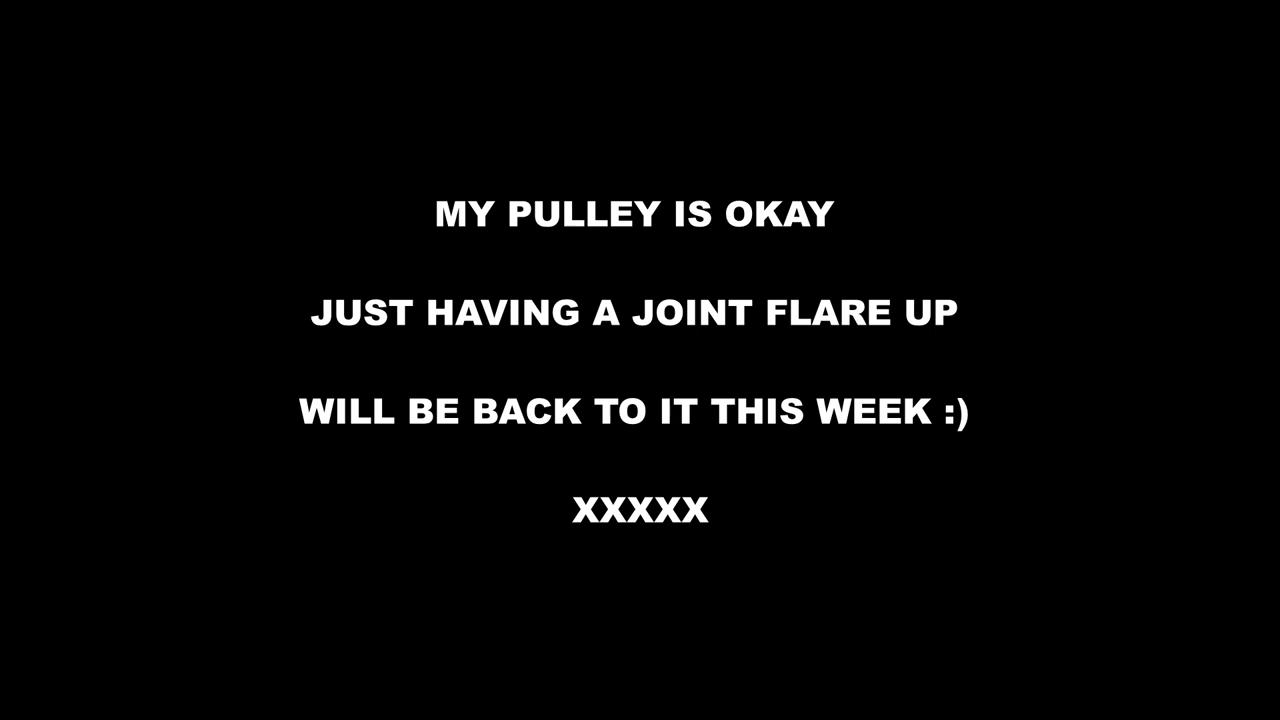 MY PULLEY IS OKAY
JUST HAVING A JOINT FLARE UP
WILL BE BACK TO IT THIS WEEK :)
XXXXX